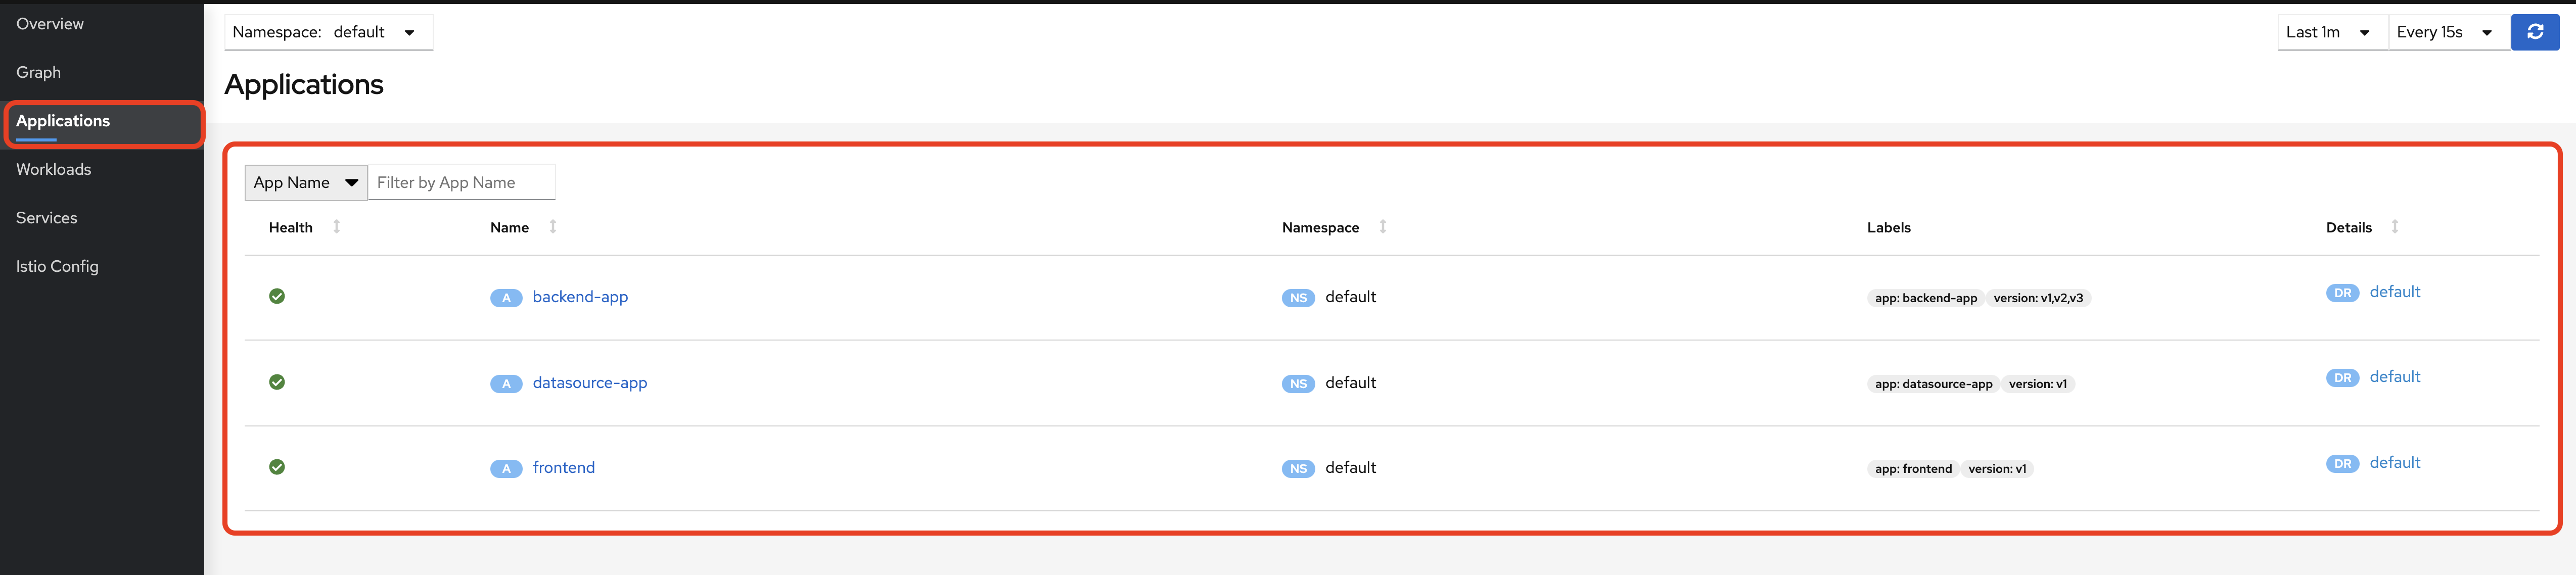 Overview
Graph
Applications
Workloads
Services
Istio Config
Namespace: default
Last 1m Every 15s
Applications
App Name Filter by App Name
Health Name Namespace Labels Details
A backend-app NS default app: backend-app version: v1,v2,v3 DR default
A datasource-app NS default app: datasource-app version: v1 DR default
A frontend NS default app: frontend version: v1 DR default